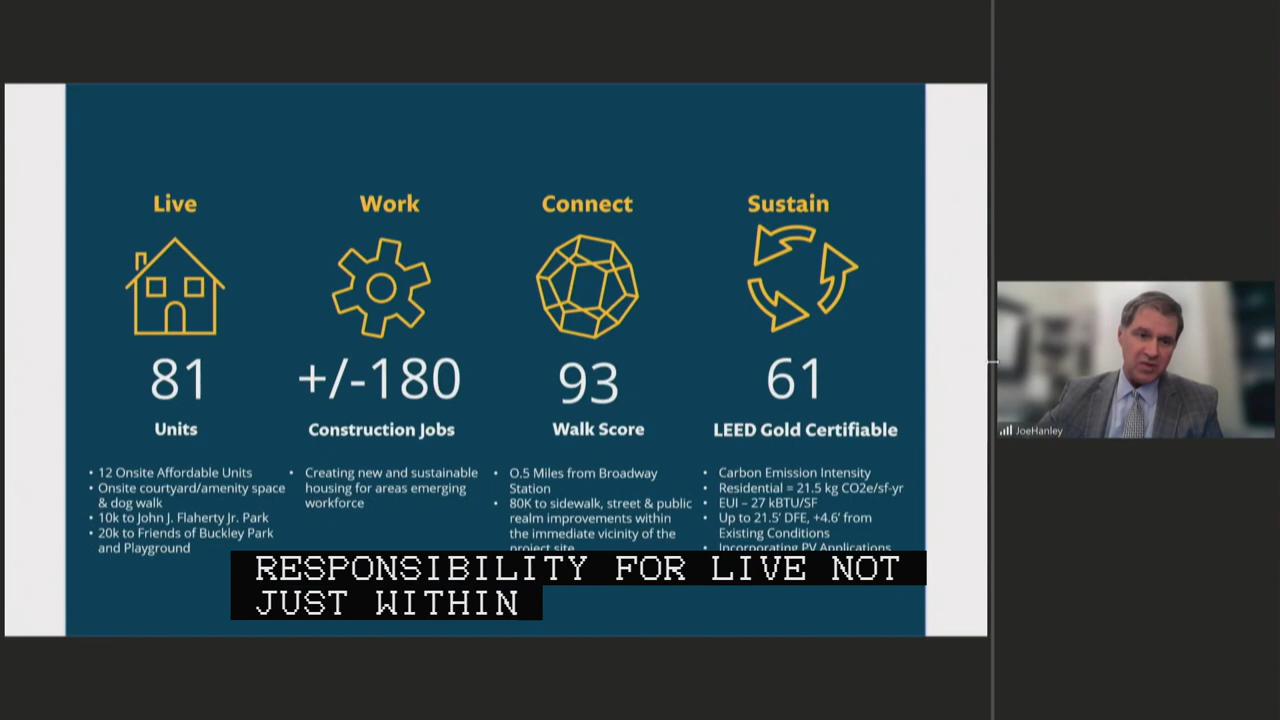 Live
81
Units
• 12 Onsite Affordable Units
• Onsite courtyard/amenity space
& dog walk
• 10k to John J. Flaherty Jr. Park
• 20k to Friends of Buckley Park
and Playground
Work
+/-180
Construction Jobs
• Creating new and sustainable
housing for areas emerging
workforce
Connect
93
Walk Score
• O.5 Miles from Broadway
Station
• 80K to sidewalk, street & public
realm improvements within
the immediate vicinity of the
project site
Sustain
61
LEED Gold Certifiable
• Carbon Emission Intensity
• Residential = 21.5 kg CO2e/sf-yr
• EUI – 27 kBTU/SF
• Up to 21.5’ DFE, +4.6’ from
Existing Conditions
• Incorporating PV Applications
RESPONSIBILITY FOR LIVE NOT
JUST WITHIN
JoeHanley